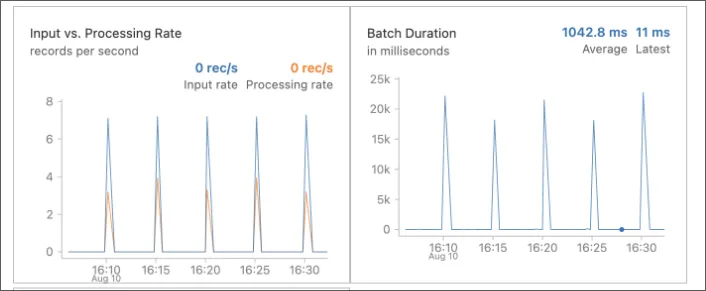 Input vs. Processing Rate
records per second
0 rec/s 0 rec/s
Input rate Processing rate
8
6
4
2
0
16:10 16:15 16:20 16:25 16:30
Aug 10
Batch Duration
in milliseconds
1042.8 ms 11 ms
Average Latest
25k
20k
15k
10k
5k
0
16:10 16:15 16:20 16:25 16:30
Aug 10